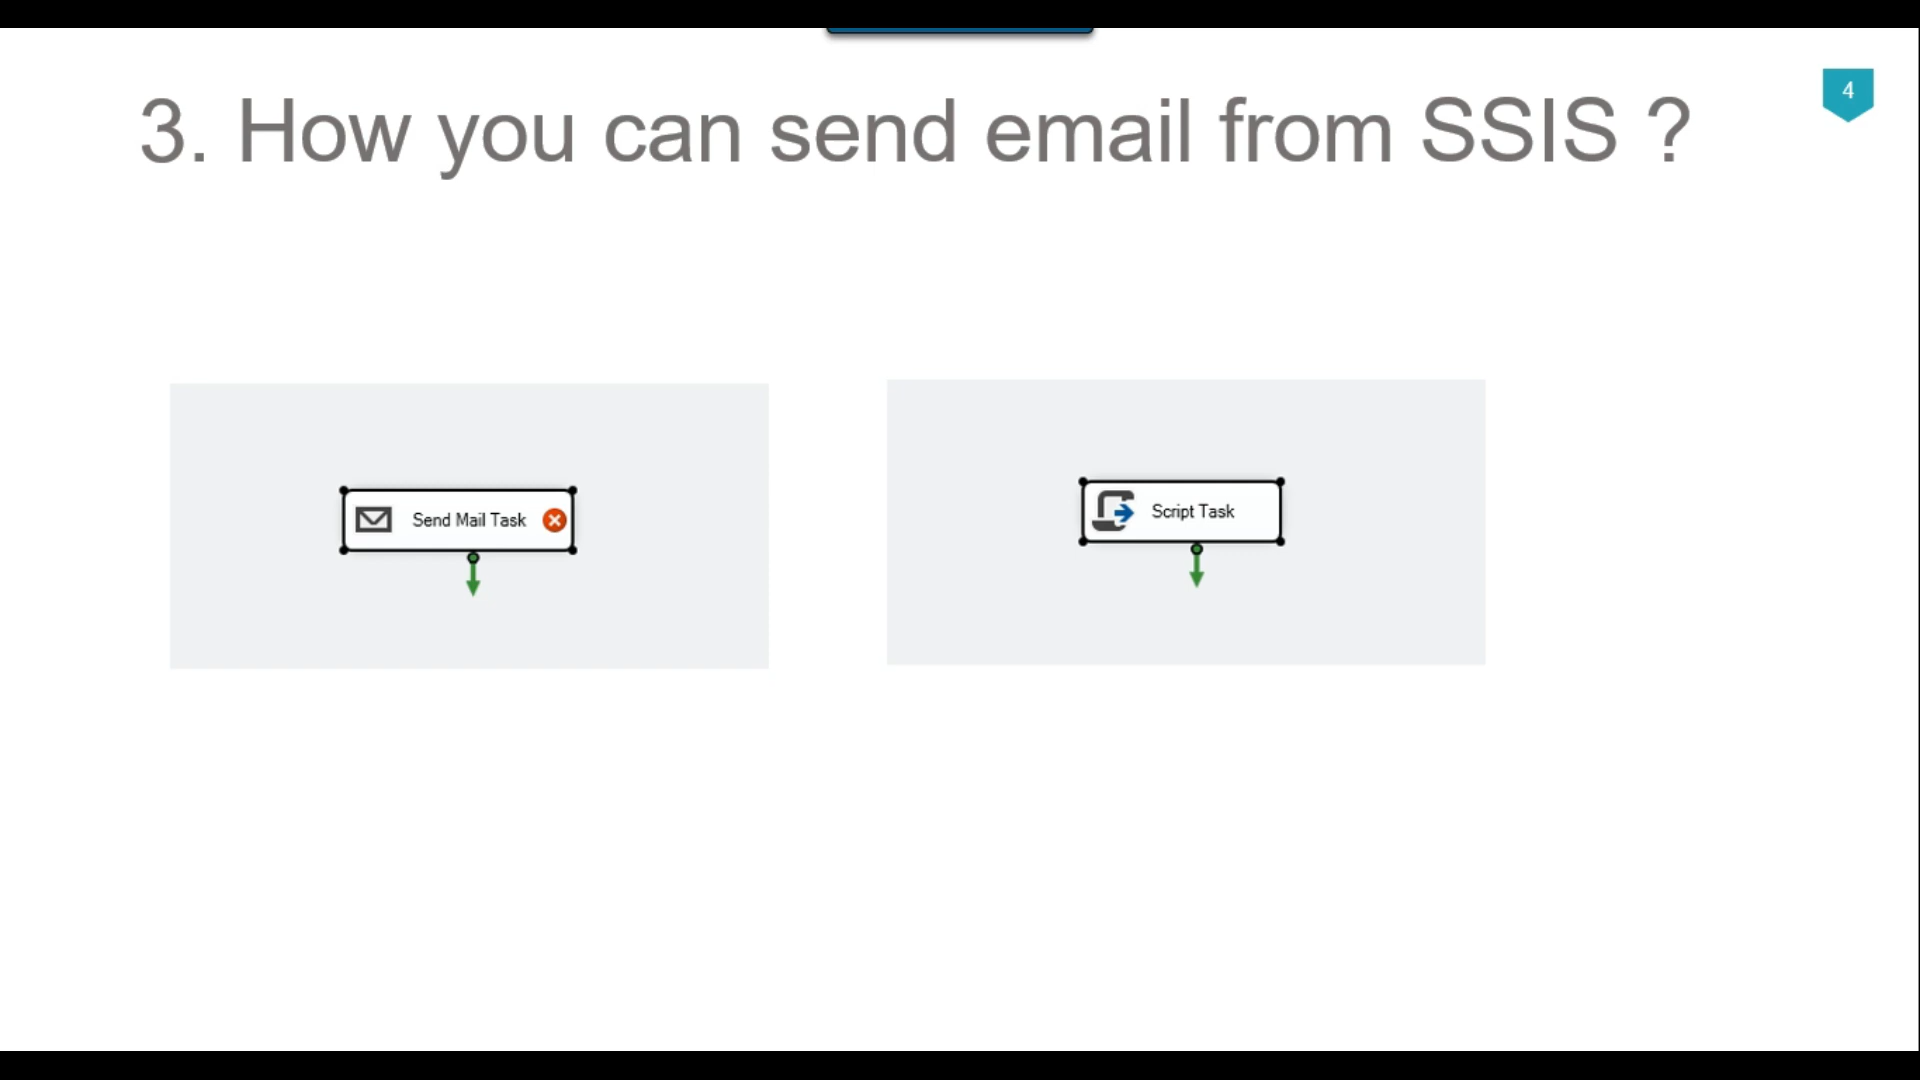 3. How you can send email from SSIS ?
4
Send Mail Task
Script Task